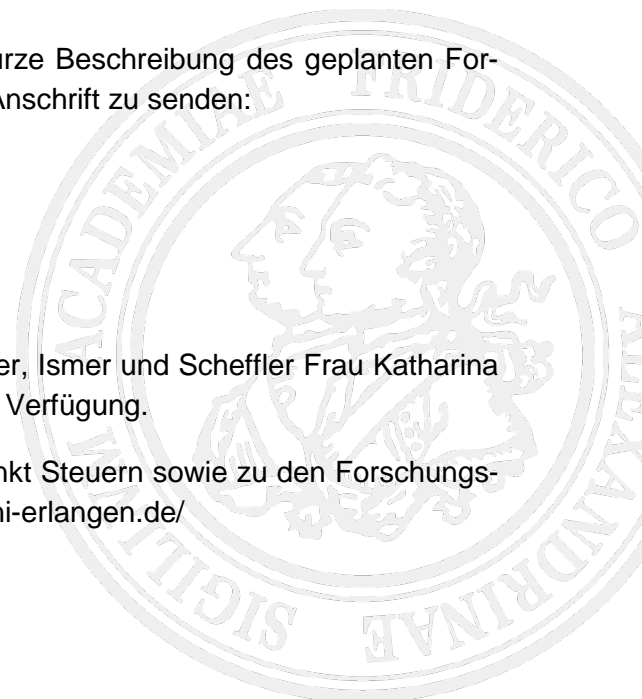 urze Beschreibung des geplanten For-
Anschrift zu senden:
er, Ismer und Scheffler Frau Katharina
Verfügung.
nkt Steuern sowie zu den Forschungs-
ni-erlangen.de/
SIGILVM ACADEMIAE FRIDERICO ALEXANDRINAE